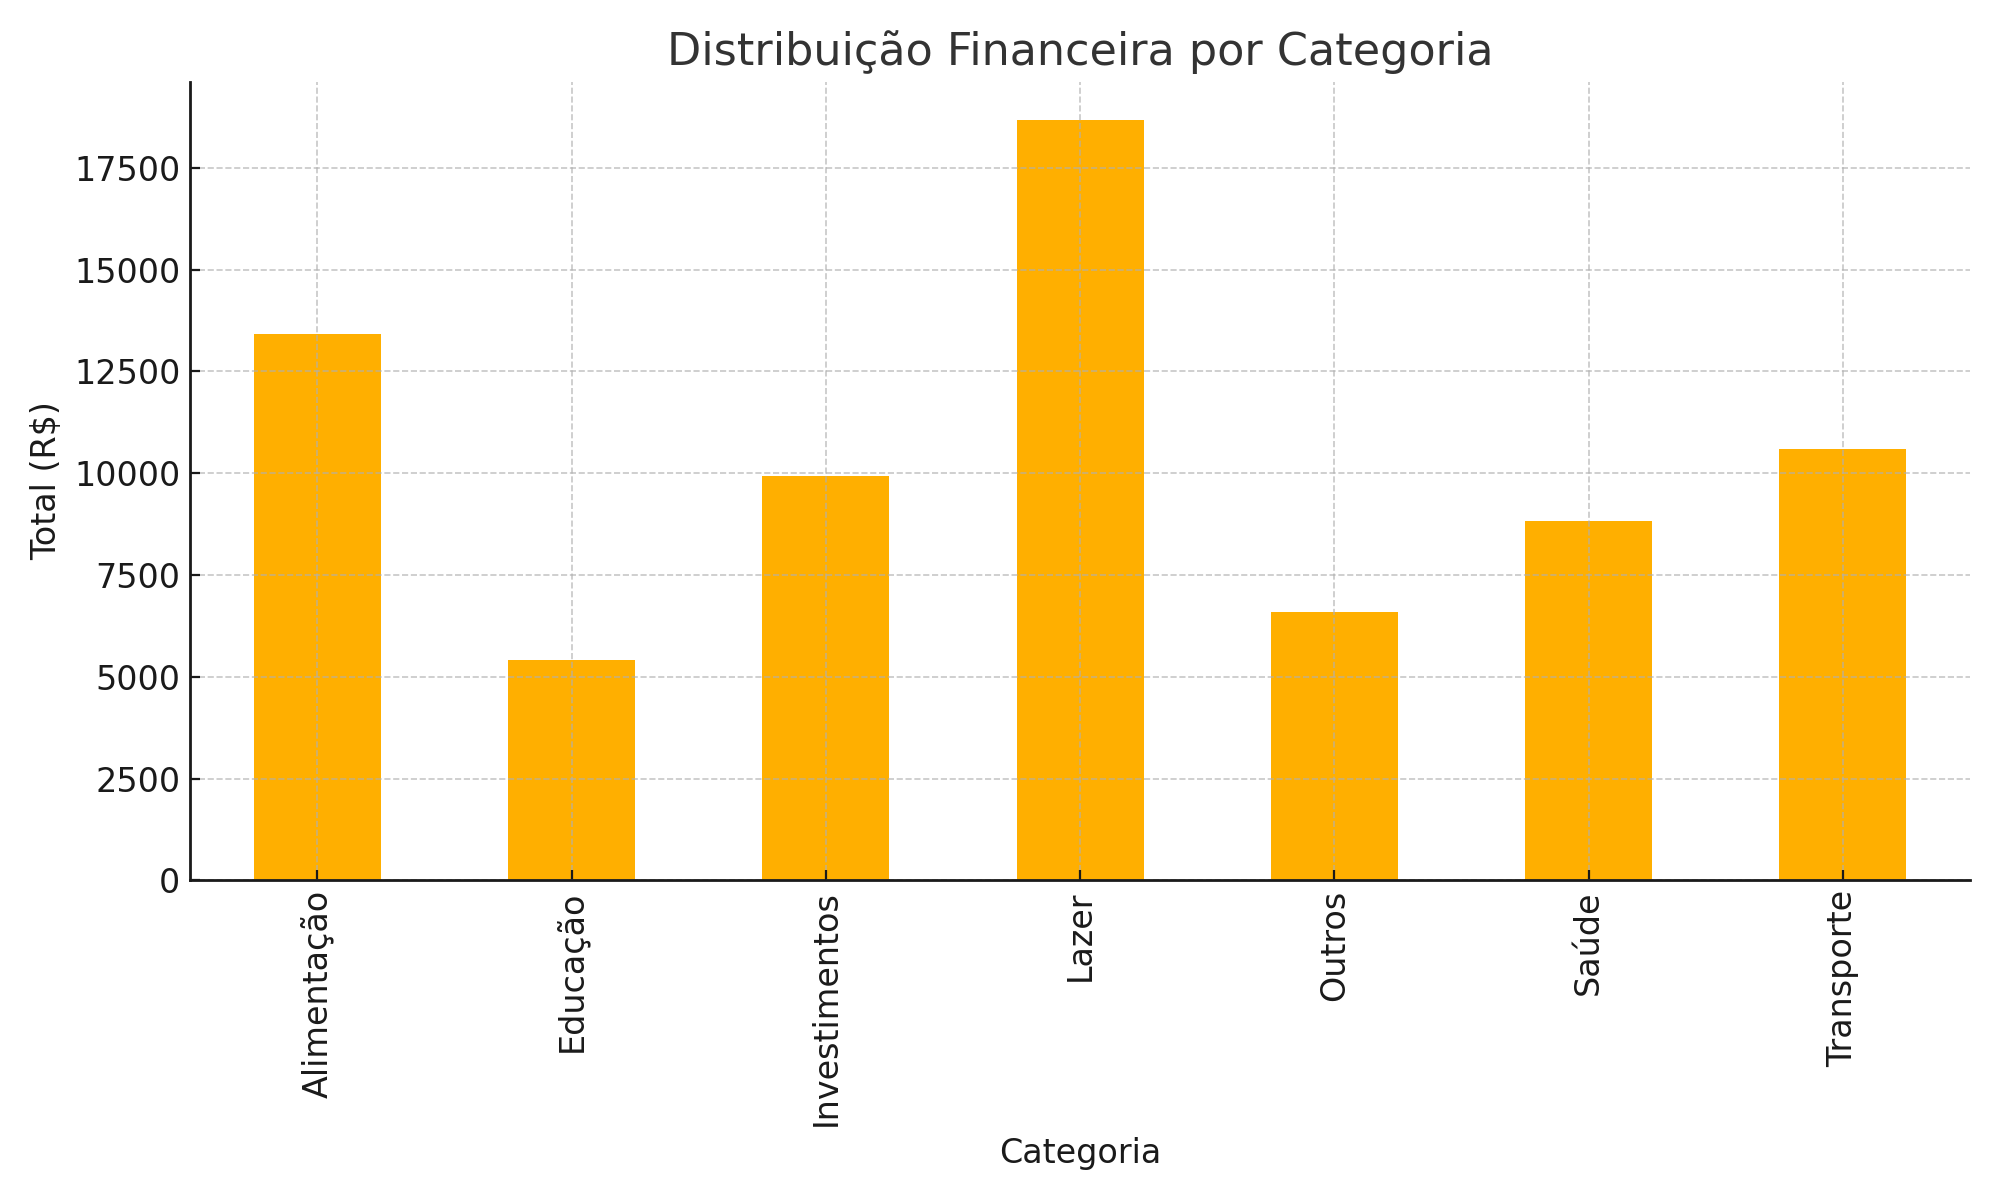 Distribuição Financeira por Categoria
Total (R$)
17500
15000
12500
10000
7500
5000
2500
0
Alimentação
Educação
Investimentos
Lazer
Outros
Saúde
Transporte
Categoria